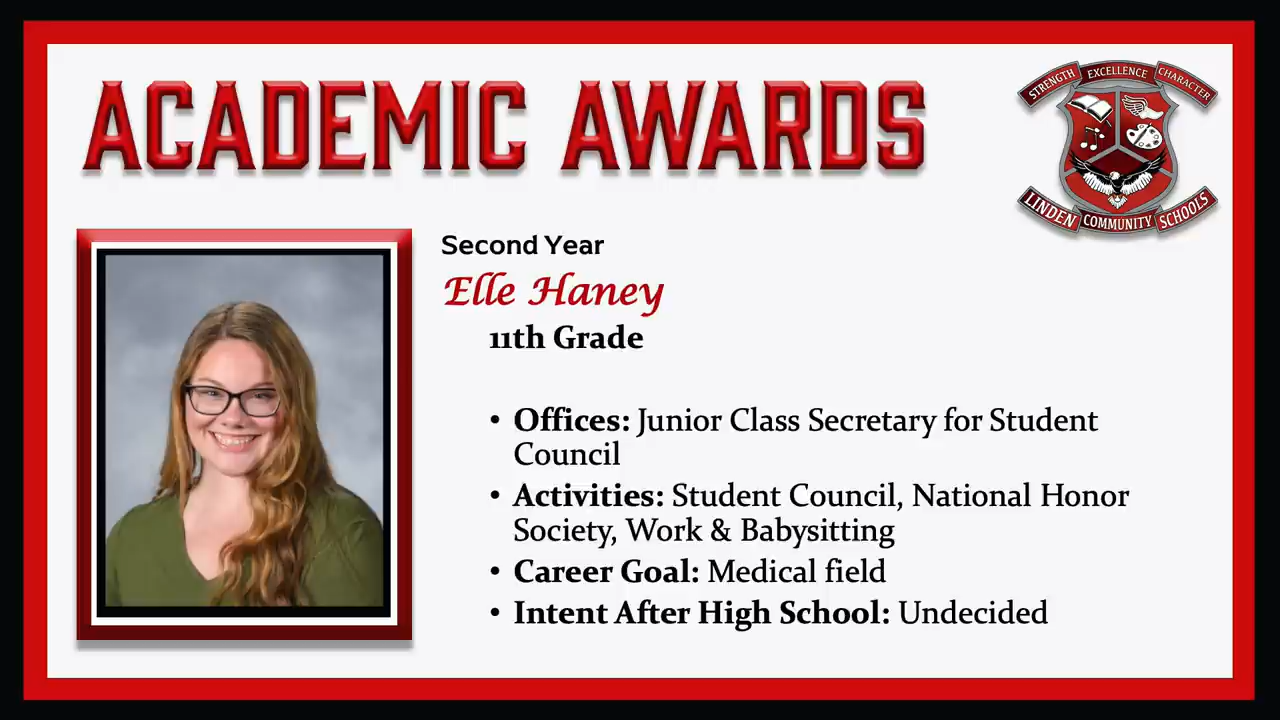 ACADEMIC AWARDS
STRENGTH EXCELLENCE CHARACTER
LINDEN COMMUNITY SCHOOLS
Second Year
Elle Haney
11th Grade
• Offices: Junior Class Secretary for Student
Council
• Activities: Student Council, National Honor
Society, Work & Babysitting
• Career Goal: Medical field
• Intent After High School: Undecided